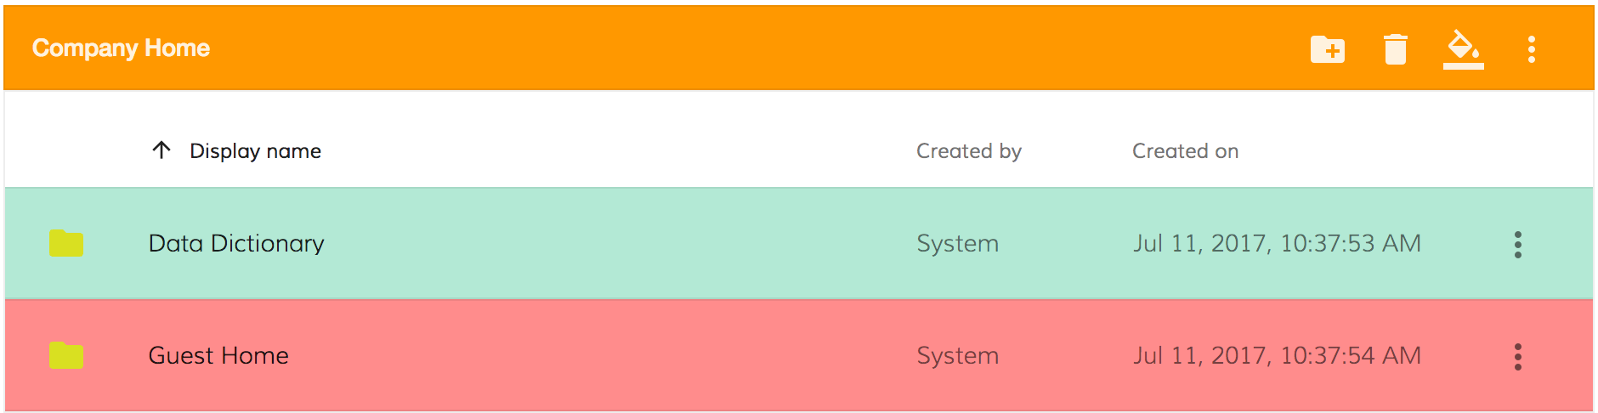 Company Home
Display name Created by Created on
Data Dictionary System Jul 11, 2017, 10:37:53 AM
Guest Home System Jul 11, 2017, 10:37:54 AM